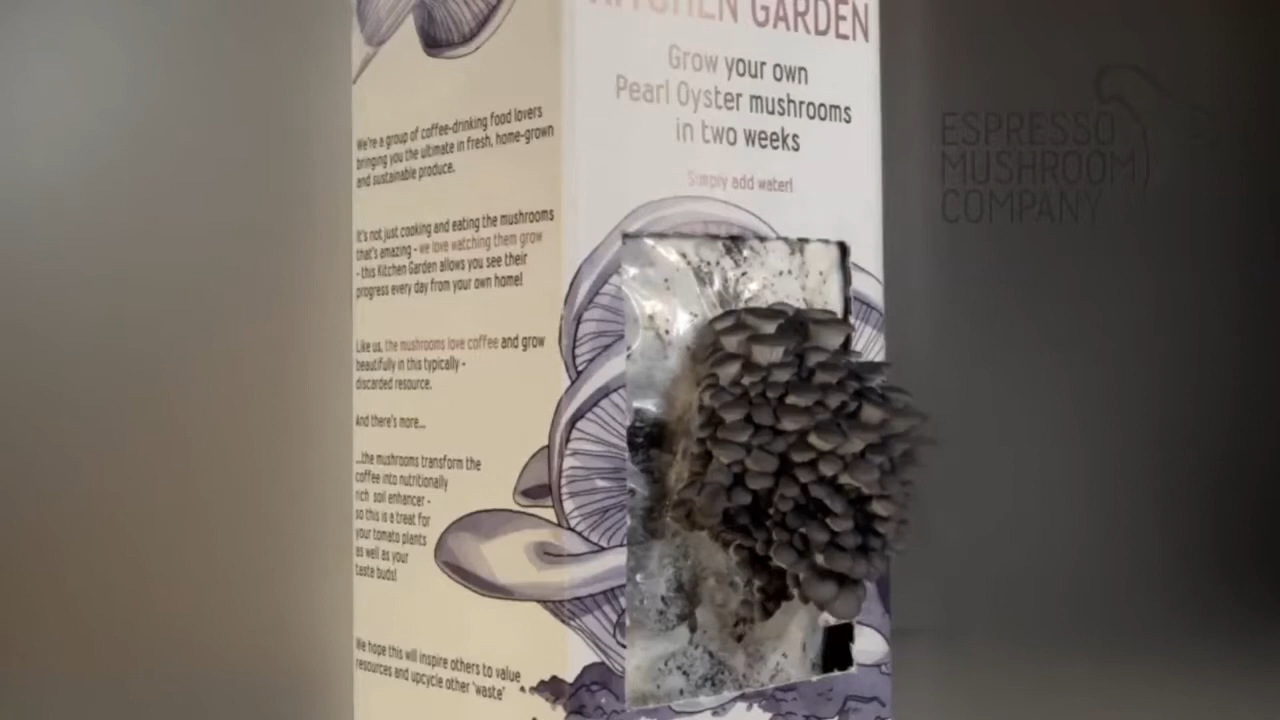 KITCHEN GARDEN
Grow your own
Pearl Oyster mushrooms
in two weeks
Simply add water!
We're a group of coffee-drinking food lovers
bringing you the ultimate in fresh, home-grown
and sustainable produce.
It's not just cooking and eating the mushrooms
that's amazing - we love watching them grow
- this Kitchen Garden allows you see their
progress every day from your own home!
Like us, the mushrooms love coffee and grow
beautifully in this typically -
discarded resource.
And there's more...
...the mushrooms transform the
coffee into nutritionally
rich soil enhancer -
so this is a treat for
your tomato plants
as well as your
taste buds!
We hope this will inspire others to value
resources and upcycle other 'waste'
ESPRESSO
MUSHROOM
COMPANY